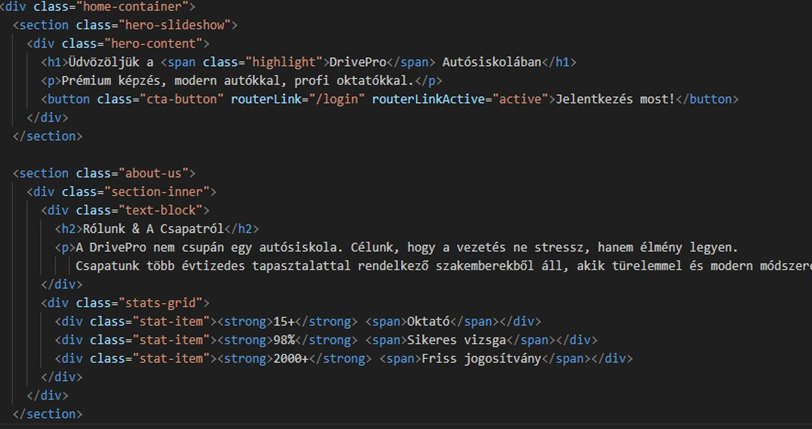 <div class="home-container">
<section class="hero-slideshow">
<div class="hero-content">
<h1>Üdvözöljük a <span class="highlight">DrivePro</span> Autósiskolában</h1>
<p>Prémium képzés, modern autókkal, profi oktatókkal.</p>
<button class="cta-button" routerLink="/login" routerLinkActive="active">Jelentkezés most!</button>
</div>
</section>
<section class="about-us">
<div class="section-inner">
<div class="text-block">
<h2>Rólunk & A Csapatról</h2>
<p>A DrivePro nem csupán egy autósiskola. Célunk, hogy a vezetés ne stressz, hanem élmény legyen.
Csapatunk több évtizedes tapasztalattal rendelkező szakemberekből áll, akik türelemmel és modern módszere
</div>
<div class="stats-grid">
<div class="stat-item"><strong>15+</strong> <span>Oktató</span></div>
<div class="stat-item"><strong>98%</strong> <span>Sikeres vizsga</span></div>
<div class="stat-item"><strong>2000+</strong> <span>Friss jogosítvány</span></div>
</div>
</div>
</section>